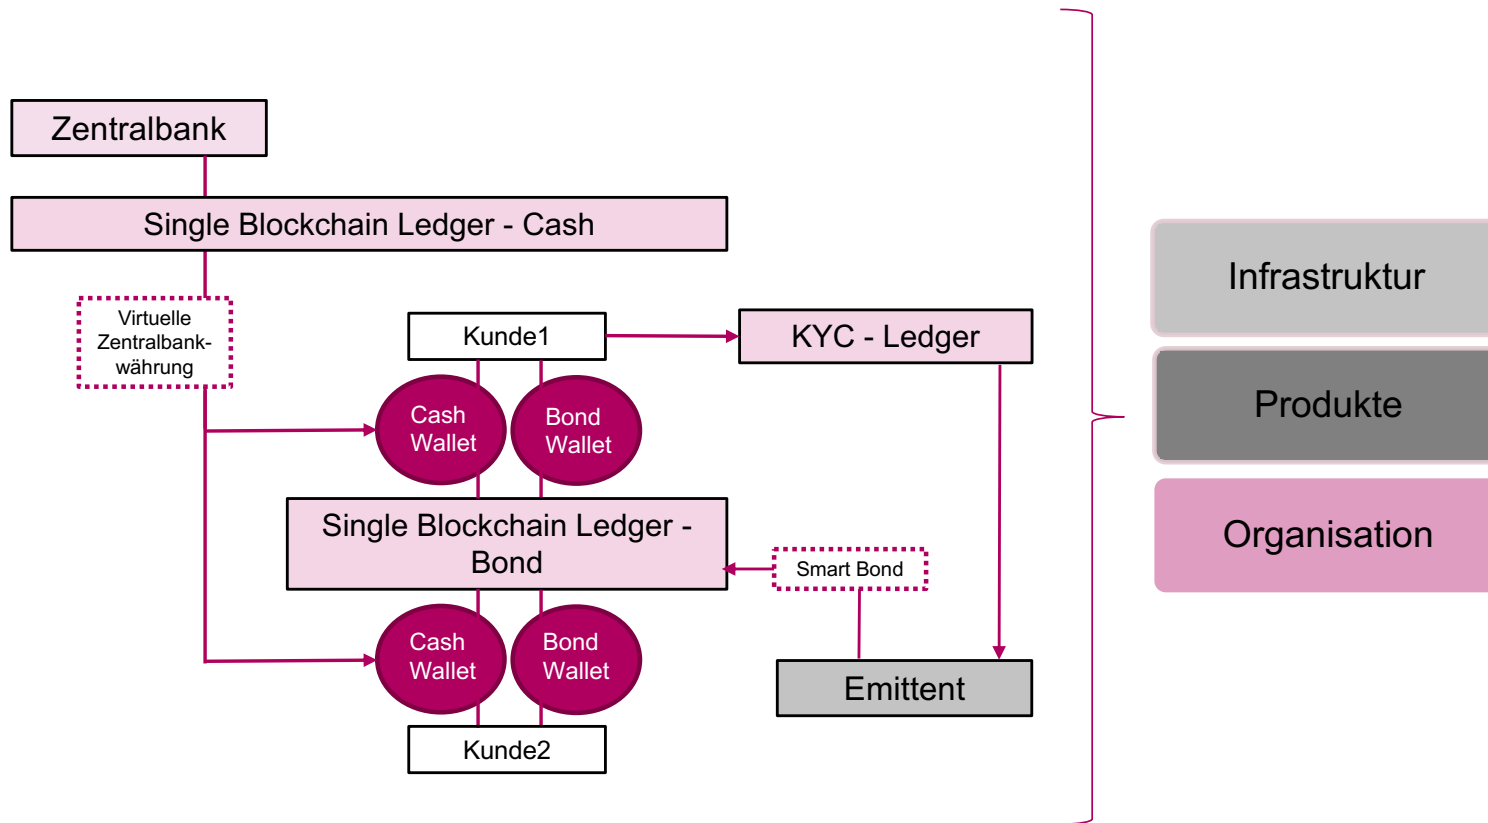 Zentralbank
Single Blockchain Ledger - Cash
Virtuelle
Zentralbank-
währung
Kunde1
KYC - Ledger
Cash
Wallet
Bond
Wallet
Single Blockchain Ledger -
Bond
Smart Bond
Cash
Wallet
Bond
Wallet
Emittent
Kunde2
Infrastruktur
Produkte
Organisation